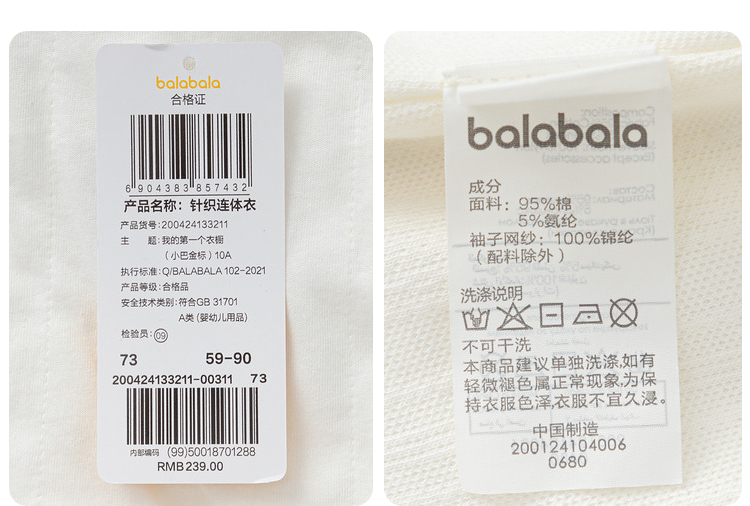 balabala
合格证
6 904383 857432
产品名称：针织连体衣
产品货号：200424133211
主　题：我的第一个衣橱
（小巴金标）10A
执行标准：Q/BALABALA 102-2021
产品等级：合格品
安全技术类别：符合GB 31701
A类（婴幼儿用品）
检验员：09
73 59-90
200424133211-00311 73
内部编码 (99)50018701288
RMB239.00
balabala
成分
面料：95%棉
5%氨纶
袖子网纱：100%锦纶
（配料除外）
洗涤说明
不可干洗
本商品建议单独洗涤,如有
轻微褪色属正常现象,为保
持衣服色泽衣服不宜久浸。
中国制造
200124104006
0680